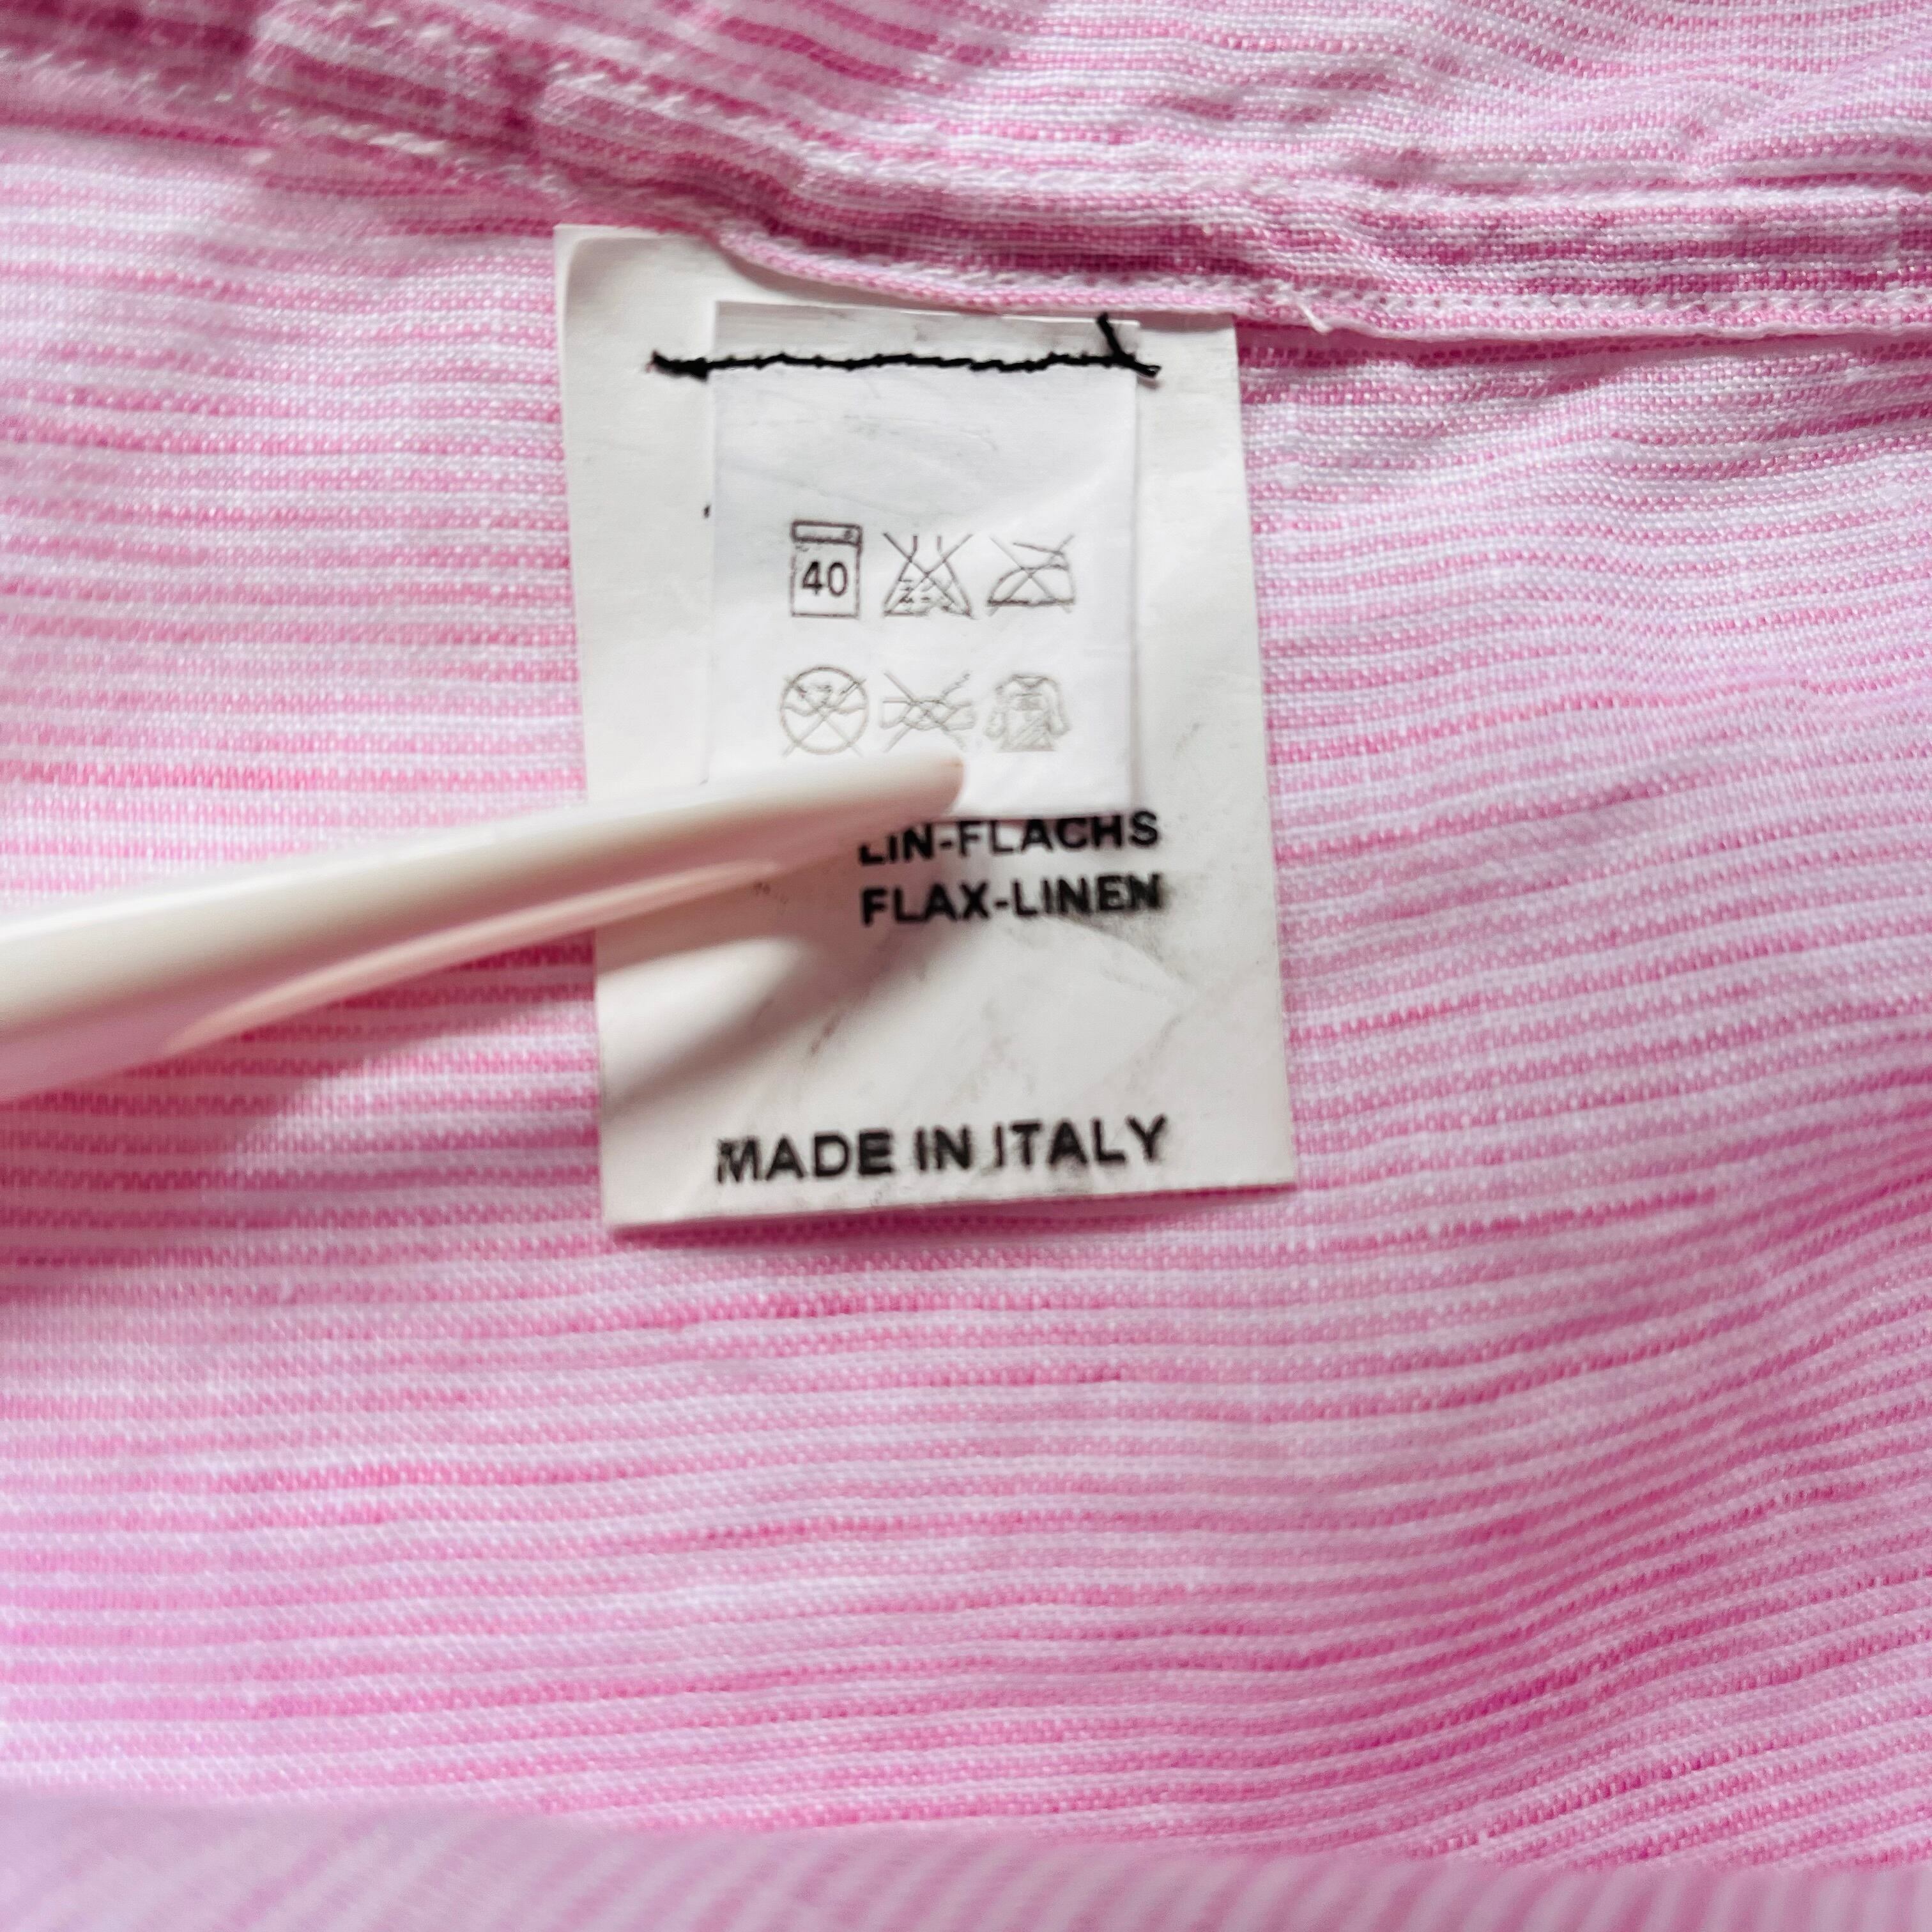 40
LIN-FLACHS
FLAX-LINEN
MADE IN ITALY